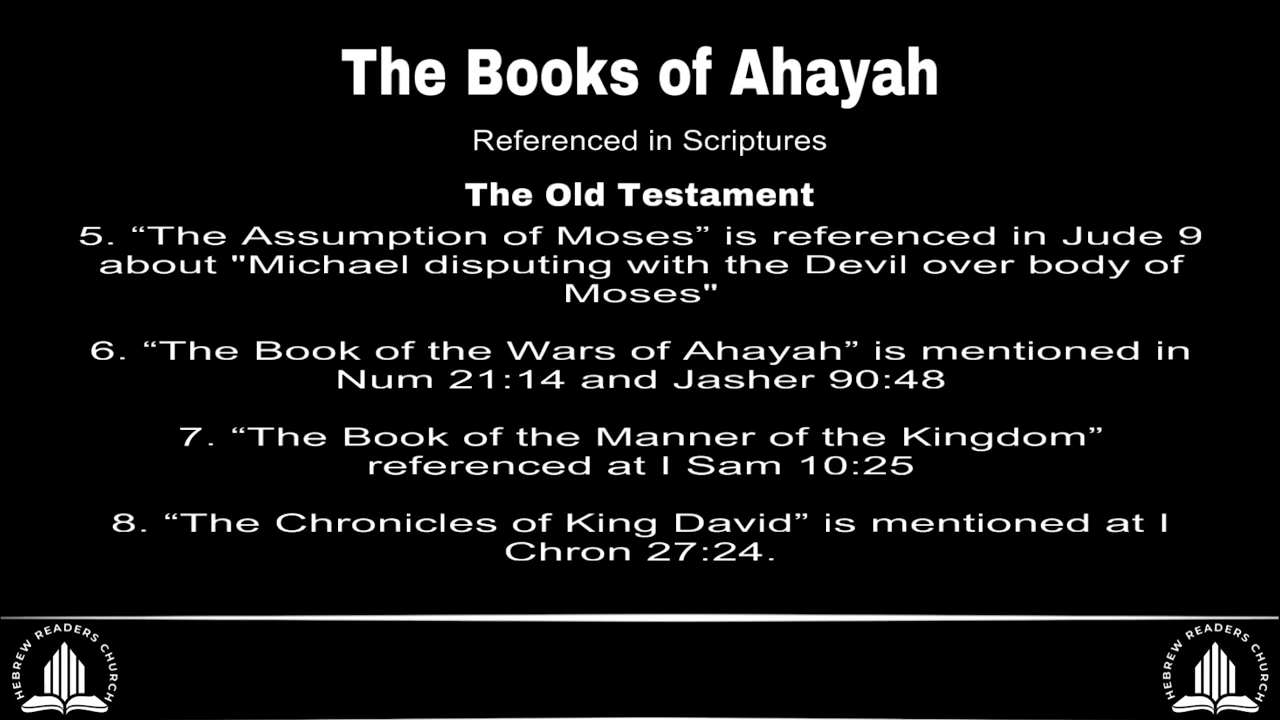 The Books of Ahayah
Referenced in Scriptures
The Old Testament
5. “The Assumption of Moses” is referenced in Jude 9
about "Michael disputing with the Devil over body of
Moses"
6. “The Book of the Wars of Ahayah” is mentioned in
Num 21:14 and Jasher 90:48
7. “The Book of the Manner of the Kingdom”
referenced at I Sam 10:25
8. “The Chronicles of King David” is mentioned at I
Chron 27:24.
HEBREW READERS CHURCH
HEBREW READERS CHURCH